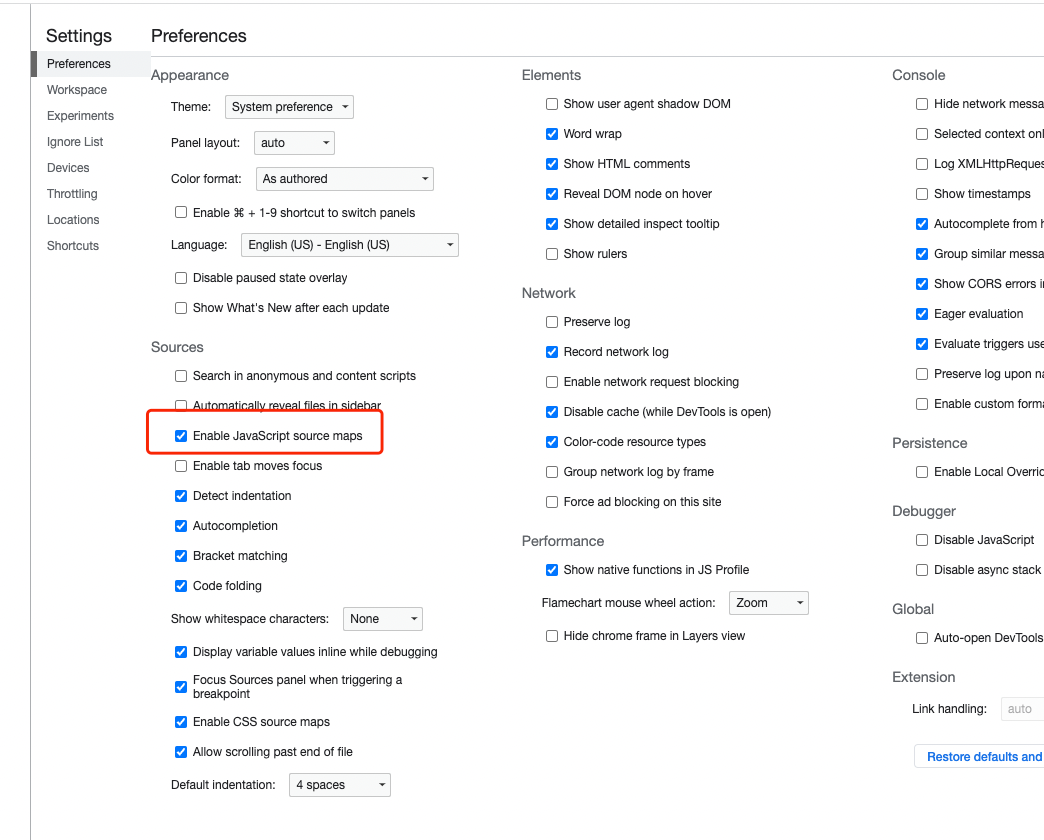 Settings
Preferences
Workspace
Experiments
Ignore List
Devices
Throttling
Locations
Shortcuts
Preferences
Appearance
Theme: System preference
Panel layout: auto
Color format: As authored
Enable ⌘ + 1-9 shortcut to switch panels
Language: English (US) - English (US)
Disable paused state overlay
Show What's New after each update
Sources
Search in anonymous and content scripts
Automatically reveal files in sidebar
Enable JavaScript source maps
Enable tab moves focus
Detect indentation
Autocompletion
Bracket matching
Code folding
Show whitespace characters: None
Display variable values inline while debugging
Focus Sources panel when triggering a
breakpoint
Enable CSS source maps
Allow scrolling past end of file
Default indentation: 4 spaces
Elements
Show user agent shadow DOM
Word wrap
Show HTML comments
Reveal DOM node on hover
Show detailed inspect tooltip
Show rulers
Network
Preserve log
Record network log
Enable network request blocking
Disable cache (while DevTools is open)
Color-code resource types
Group network log by frame
Force ad blocking on this site
Performance
Show native functions in JS Profile
Flamechart mouse wheel action: Zoom
Hide chrome frame in Layers view
Console
Hide network messa
Selected context onl
Log XMLHttpReques
Show timestamps
Autocomplete from h
Group similar messa
Show CORS errors in
Eager evaluation
Evaluate triggers use
Preserve log upon na
Enable custom forma
Persistence
Enable Local Overric
Debugger
Disable JavaScript
Disable async stack
Global
Auto-open DevTools
Extension
Link handling: auto
Restore defaults and